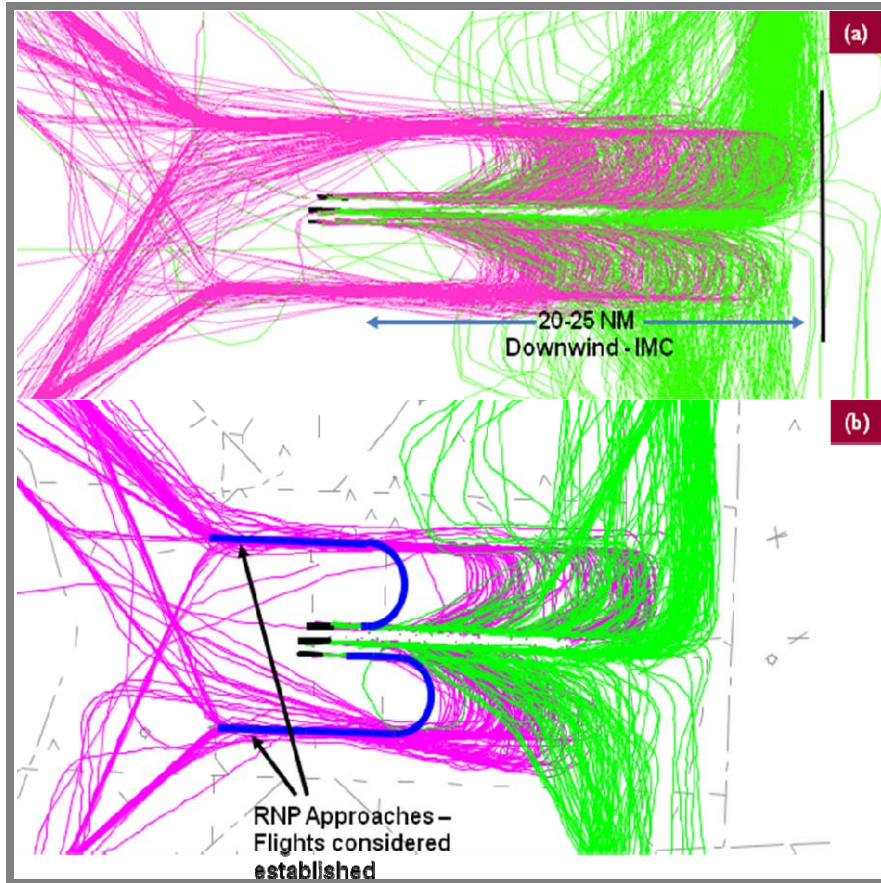 (a)
20-25 NM
Downwind - IMC
(b)
RNP Approaches –
Flights considered
established